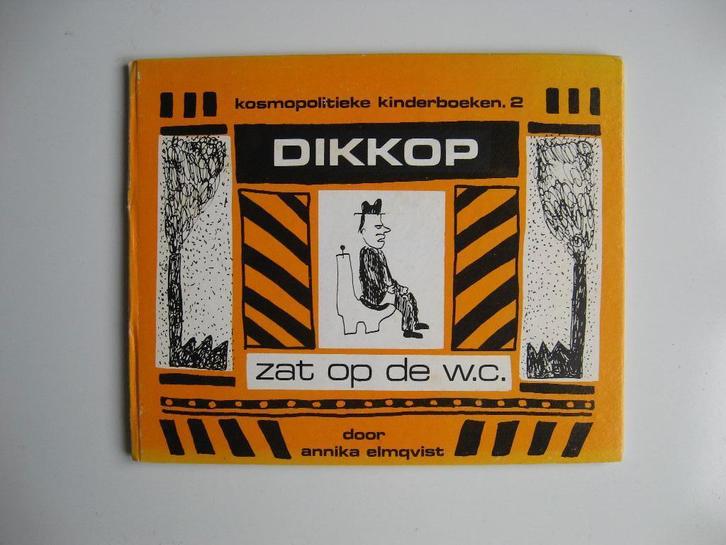 kosmopolitieke kinderboeken. 2
DIKKOP
zat op de w.c.
door
annika elmqvist